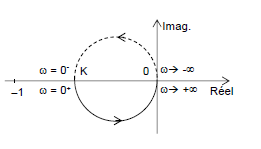 Imag.
ω = 0⁻ K 0 ω→ -∞
-1 ω = 0⁺ ω→ +∞ Réel